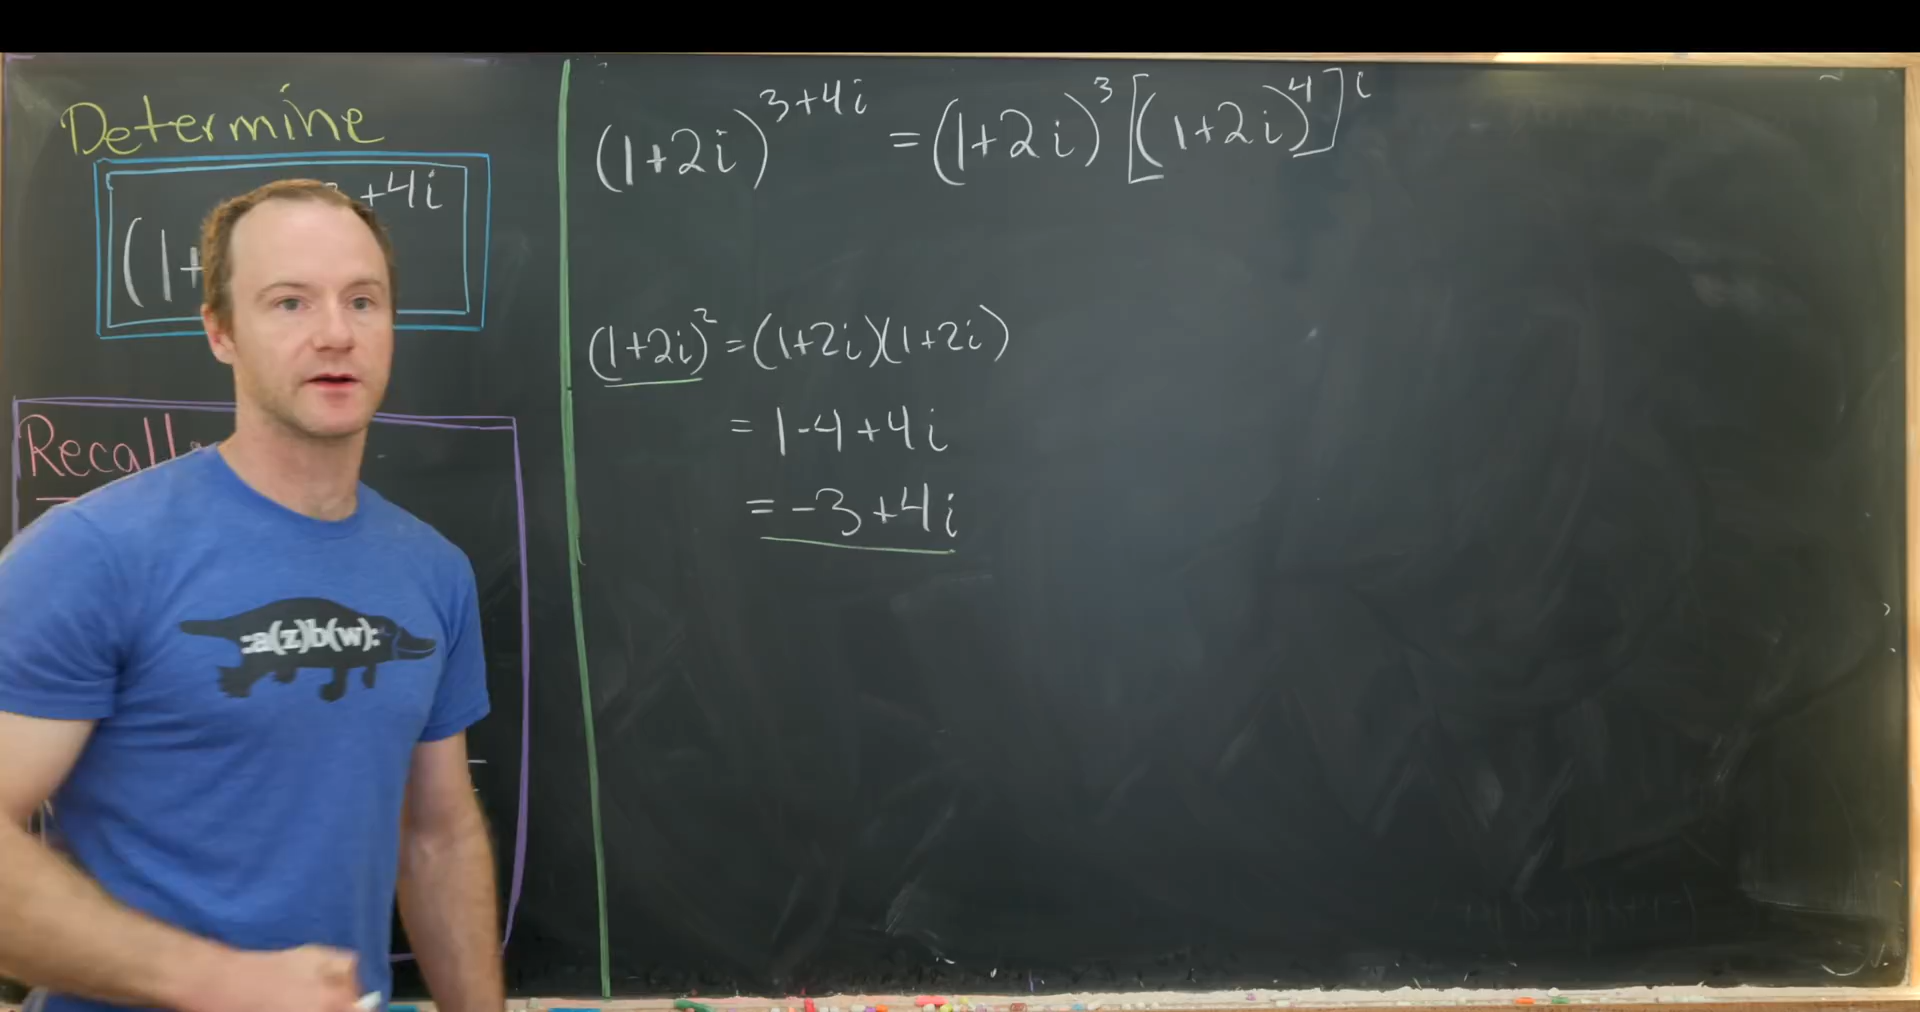 Determine
(1+ +4i
Recall
(1+2i)^{3+4i} = (1+2i)^3 [(1+2i)^4]^i
(1+2i)^2 = (1+2i)(1+2i)
= 1-4+4i
= -3+4i
:a(z)b(w):